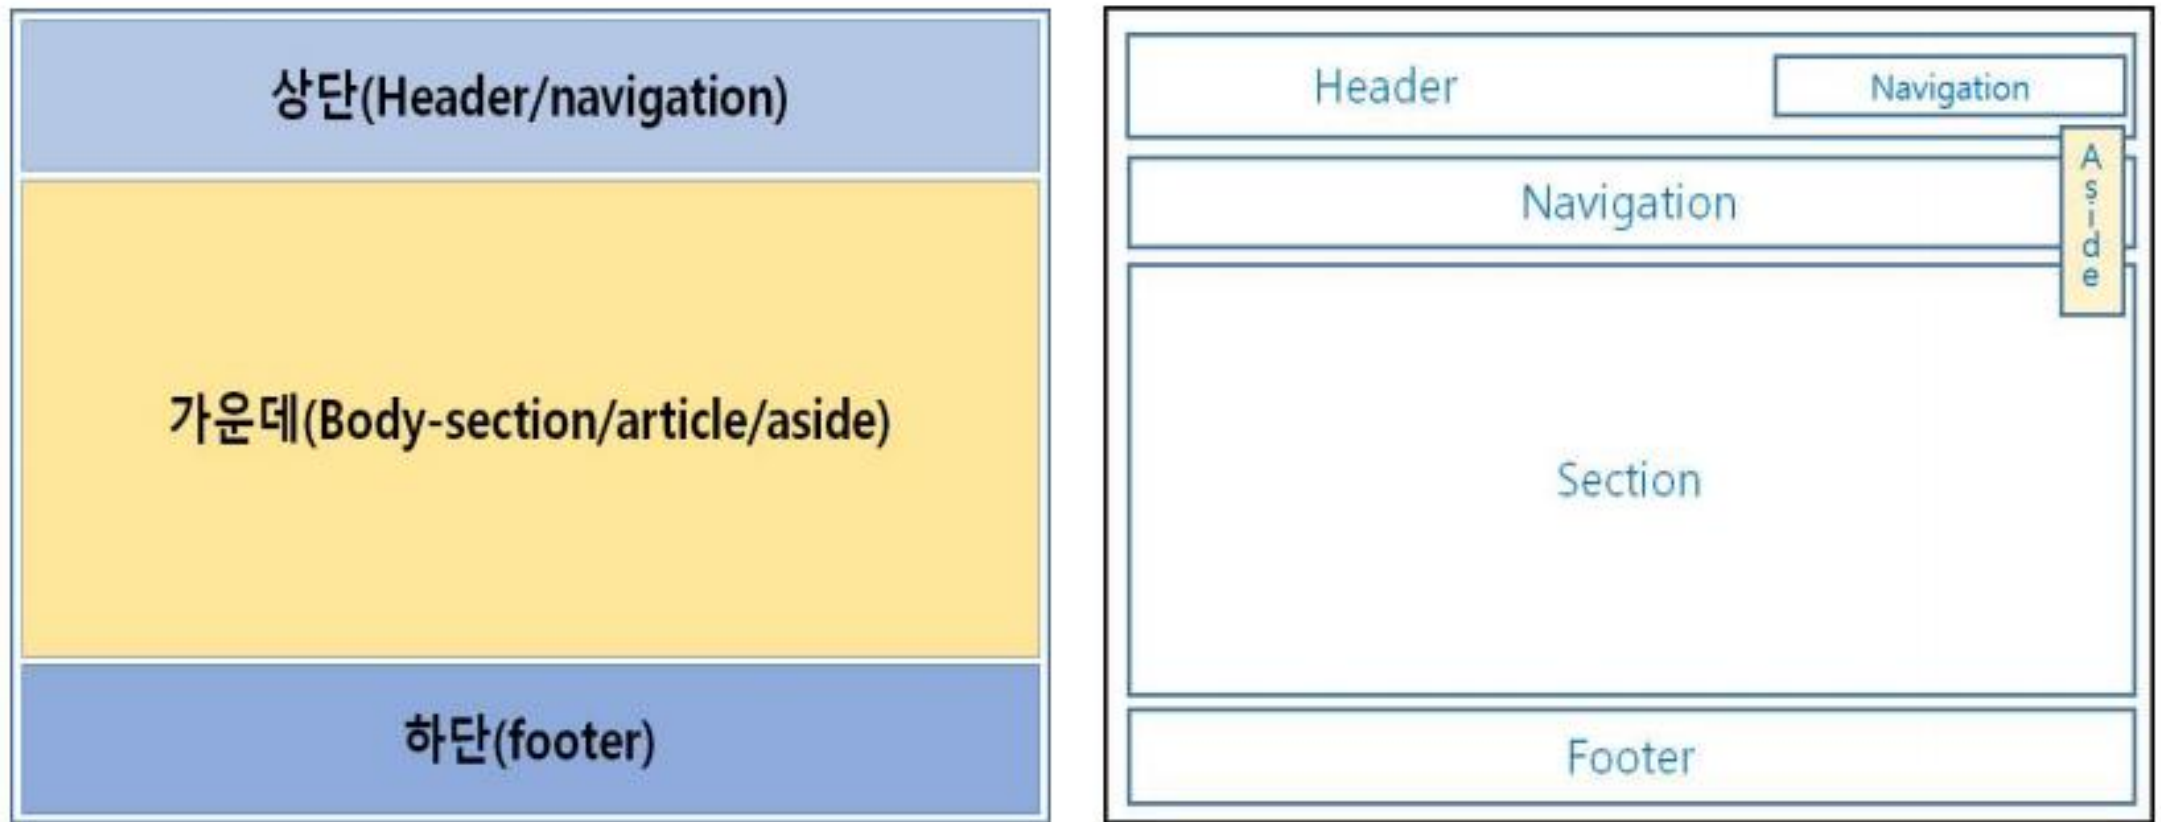 상단(Header/navigation)
가운데(Body-section/article/aside)
하단(footer)
Header
Navigation
Aside
Navigation
Section
Footer